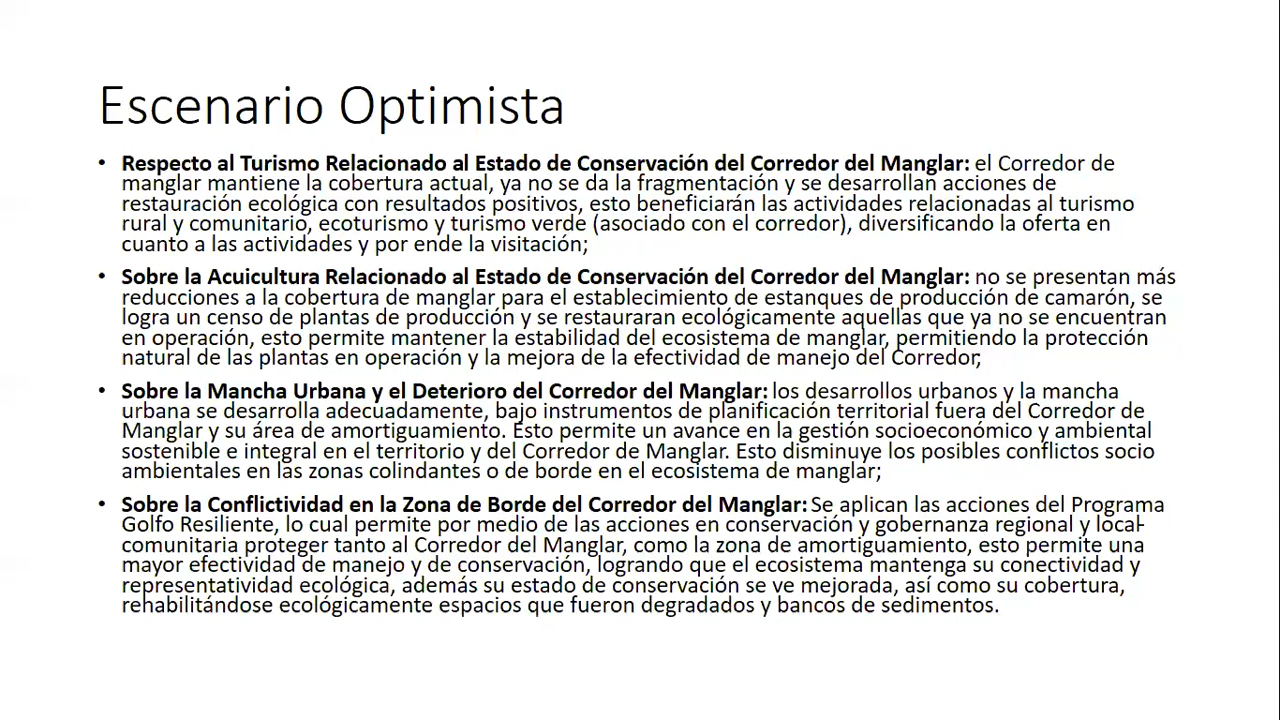 Escenario Optimista
• Respecto al Turismo Relacionado al Estado de Conservación del Corredor del Manglar: el Corredor de
manglar mantiene la cobertura actual, ya no se da la fragmentación y se desarrollan acciones de
restauración ecológica con resultados positivos, esto beneficiarán las actividades relacionadas al turismo
rural y comunitario, ecoturismo y turismo verde (asociado con el corredor), diversificando la oferta en
cuanto a las actividades y por ende la visitación;
• Sobre la Acuicultura Relacionado al Estado de Conservación del Corredor del Manglar: no se presentan más
reducciones a la cobertura de manglar para el establecimiento de estanques de producción de camarón, se
logra un censo de plantas de producción y se restauraran ecológicamente aquellas que ya no se encuentran
en operación, esto permite mantener la estabilidad del ecosistema de manglar, permitiendo la protección
natural de las plantas en operación y la mejora de la efectividad de manejo del Corredor;
• Sobre la Mancha Urbana y el Deterioro del Corredor del Manglar: los desarrollos urbanos y la mancha
urbana se desarrolla adecuadamente, bajo instrumentos de planificación territorial fuera del Corredor de
Manglar y su área de amortiguamiento. Esto permite un avance en la gestión socioeconómico y ambiental
sostenible e integral en el territorio y del Corredor de Manglar. Esto disminuye los posibles conflictos socio
ambientales en las zonas colindantes o de borde en el ecosistema de manglar;
• Sobre la Conflictividad en la Zona de Borde del Corredor del Manglar: Se aplican las acciones del Programa
Golfo Resiliente, lo cual permite por medio de las acciones en conservación y gobernanza regional y local-
comunitaria proteger tanto al Corredor del Manglar, como la zona de amortiguamiento, esto permite una
mayor efectividad de manejo y de conservación, logrando que el ecosistema mantenga su conectividad y
representatividad ecológica, además su estado de conservación se ve mejorada, así como su cobertura,
rehabilitándose ecológicamente espacios que fueron degradados y bancos de sedimentos.